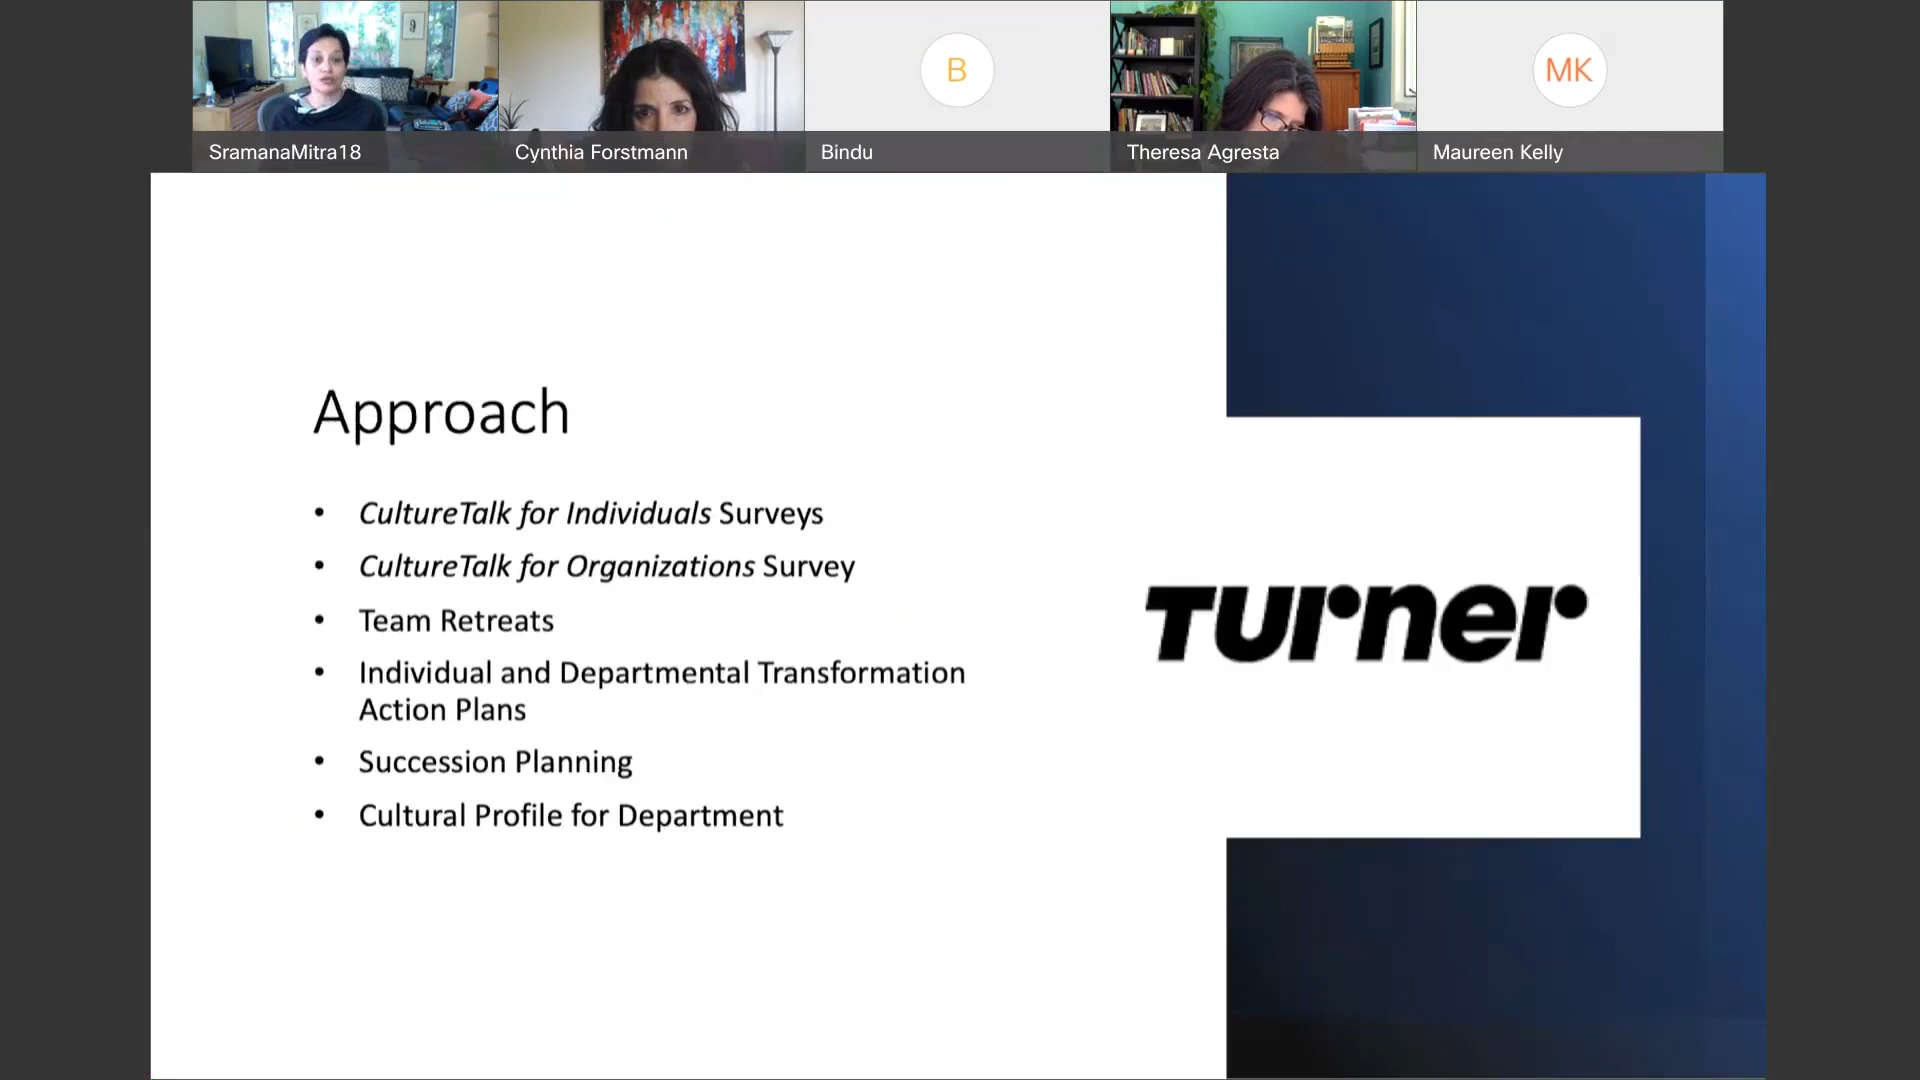 SramanaMitra18
Cynthia Forstmann
B
Bindu
Theresa Agresta
MK
Maureen Kelly
Approach
• CultureTalk for Individuals Surveys
• CultureTalk for Organizations Survey
• Team Retreats
• Individual and Departmental Transformation
Action Plans
• Succession Planning
• Cultural Profile for Department
Turner